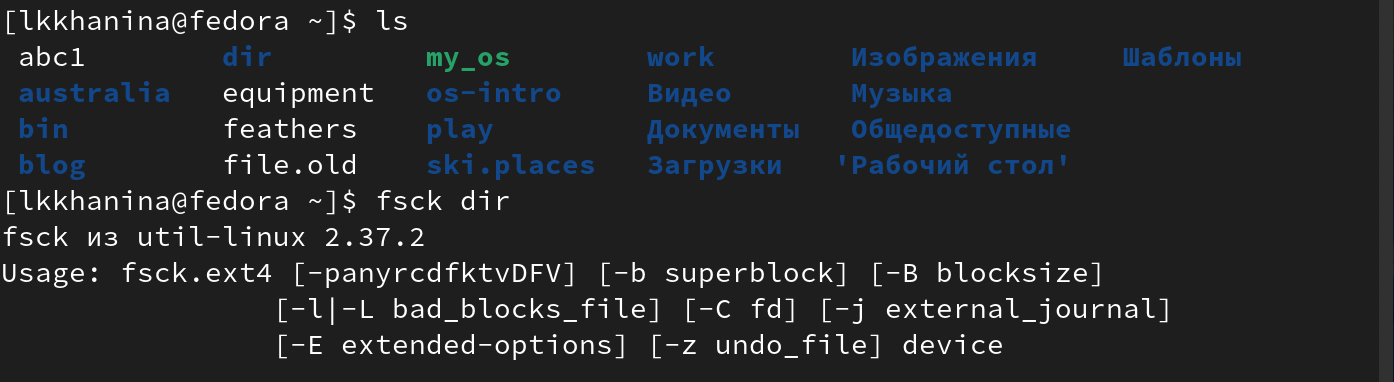 [lkkhanina@fedora ~]$ ls
abc1 dir my_os work Изображения Шаблоны
australia equipment os-intro Видео Музыка
bin feathers play Документы Общедоступные
blog file.old ski.places Загрузки 'Рабочий стол'
[lkkhanina@fedora ~]$ fsck dir
fsck из util-linux 2.37.2
Usage: fsck.ext4 [-panyrcdfktvDFV] [-b superblock] [-B blocksize]
[-l|-L bad_blocks_file] [-C fd] [-j external_journal]
[-E extended-options] [-z undo_file] device